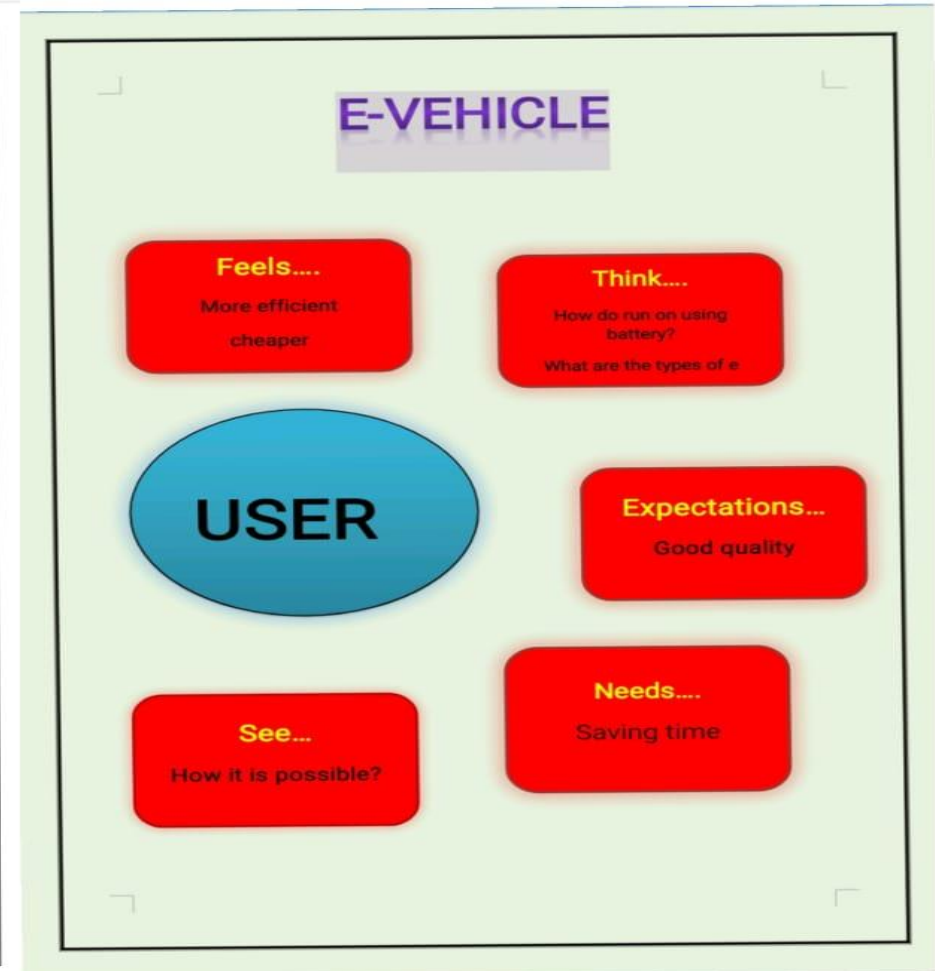 E-VEHICLE
Feels....
More efficient
cheaper
Think....
How do run on using
battery?
What are the types of e
USER
Expectations...
Good quality
Needs....
Saving time
See...
How it is possible?